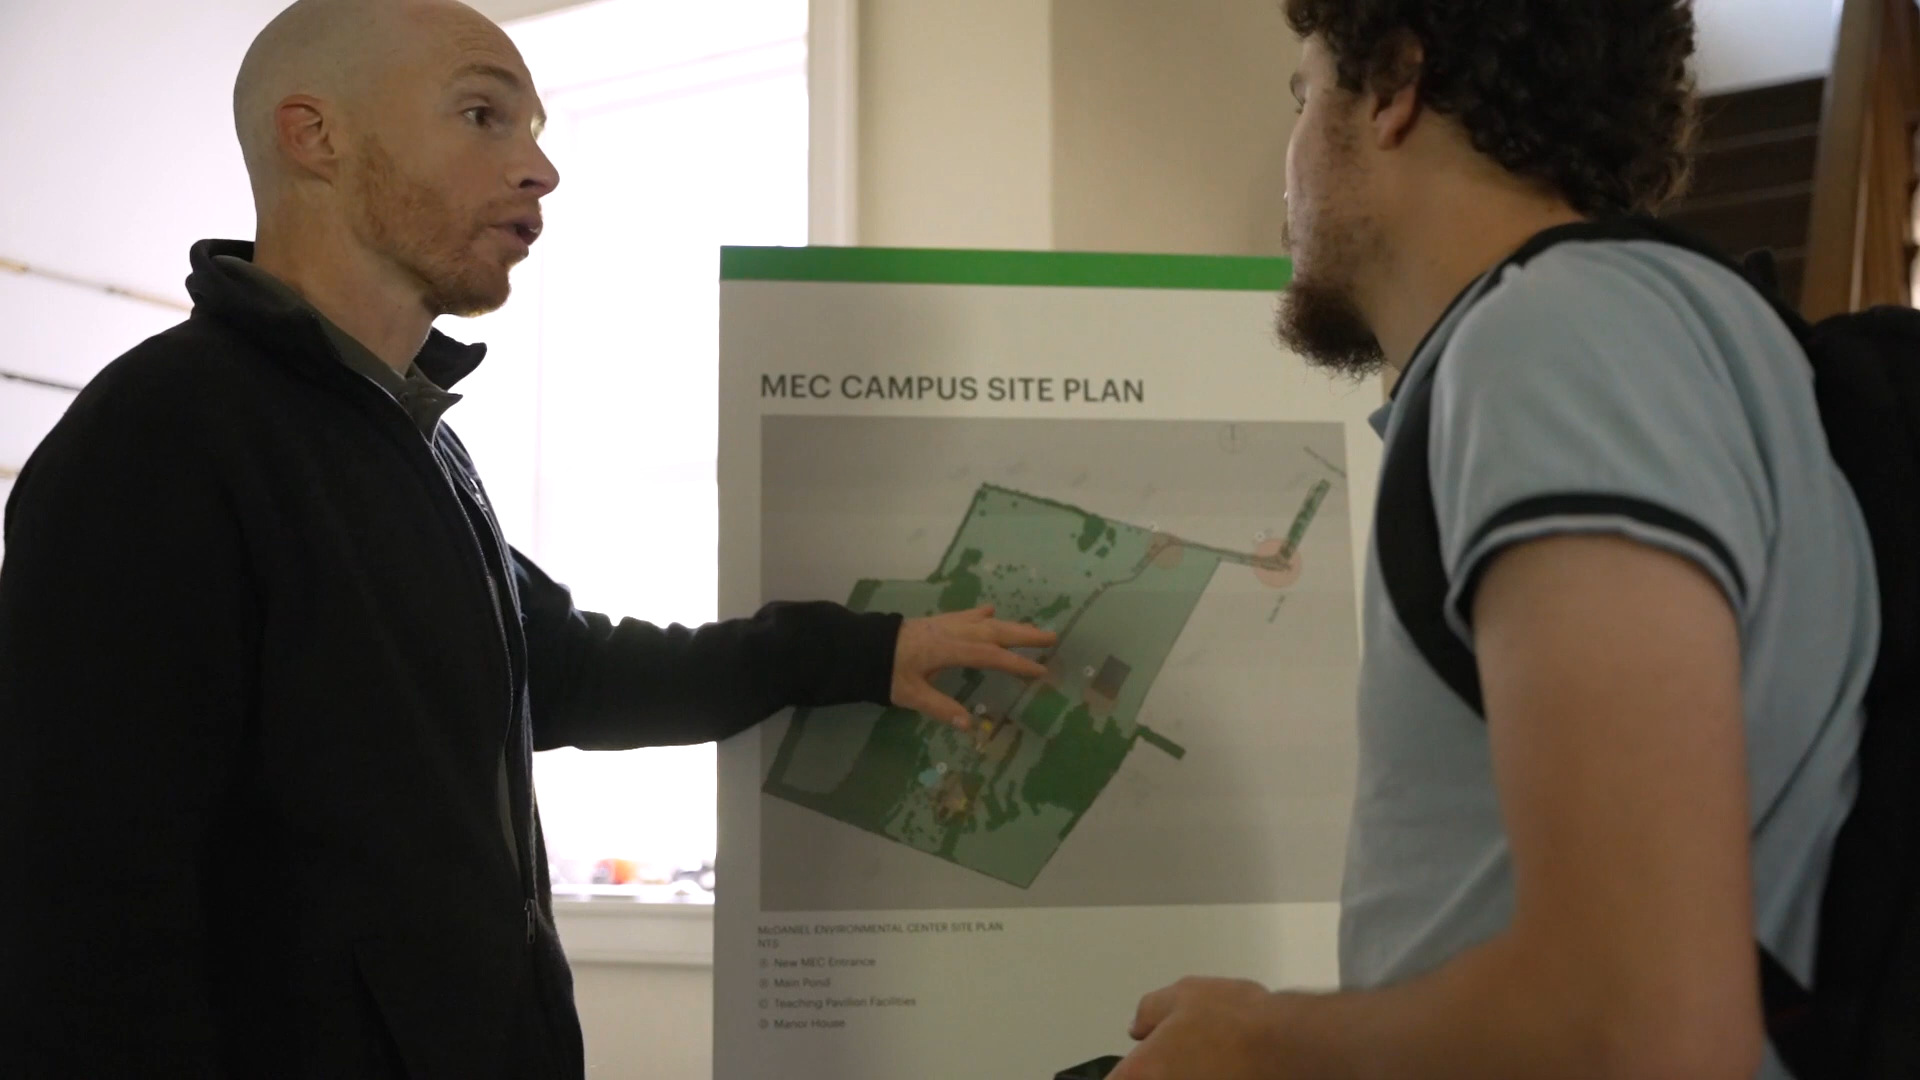 MEC CAMPUS SITE PLAN
McDANIEL ENVIRONMENTAL CENTER SITE PLAN
NTS
New MEC Entrance
Main Pond
Teaching Pavilion Facilities
Manor House